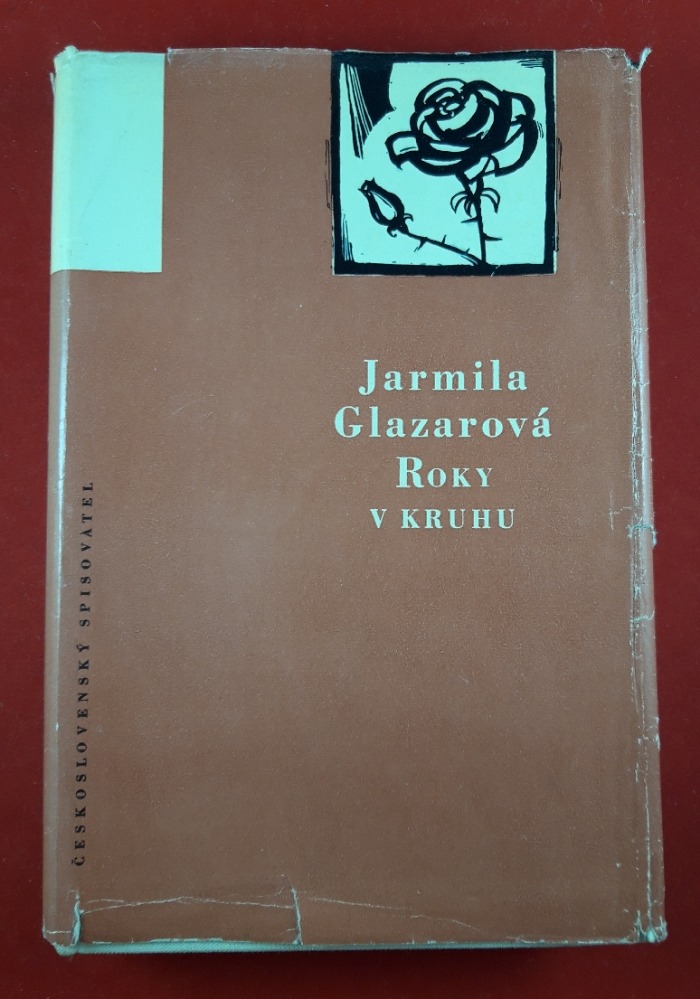 Jarmila
Glazarová
ROKY
V KRUHU
ČESKOSLOVENSKÝ SPISOVATEL